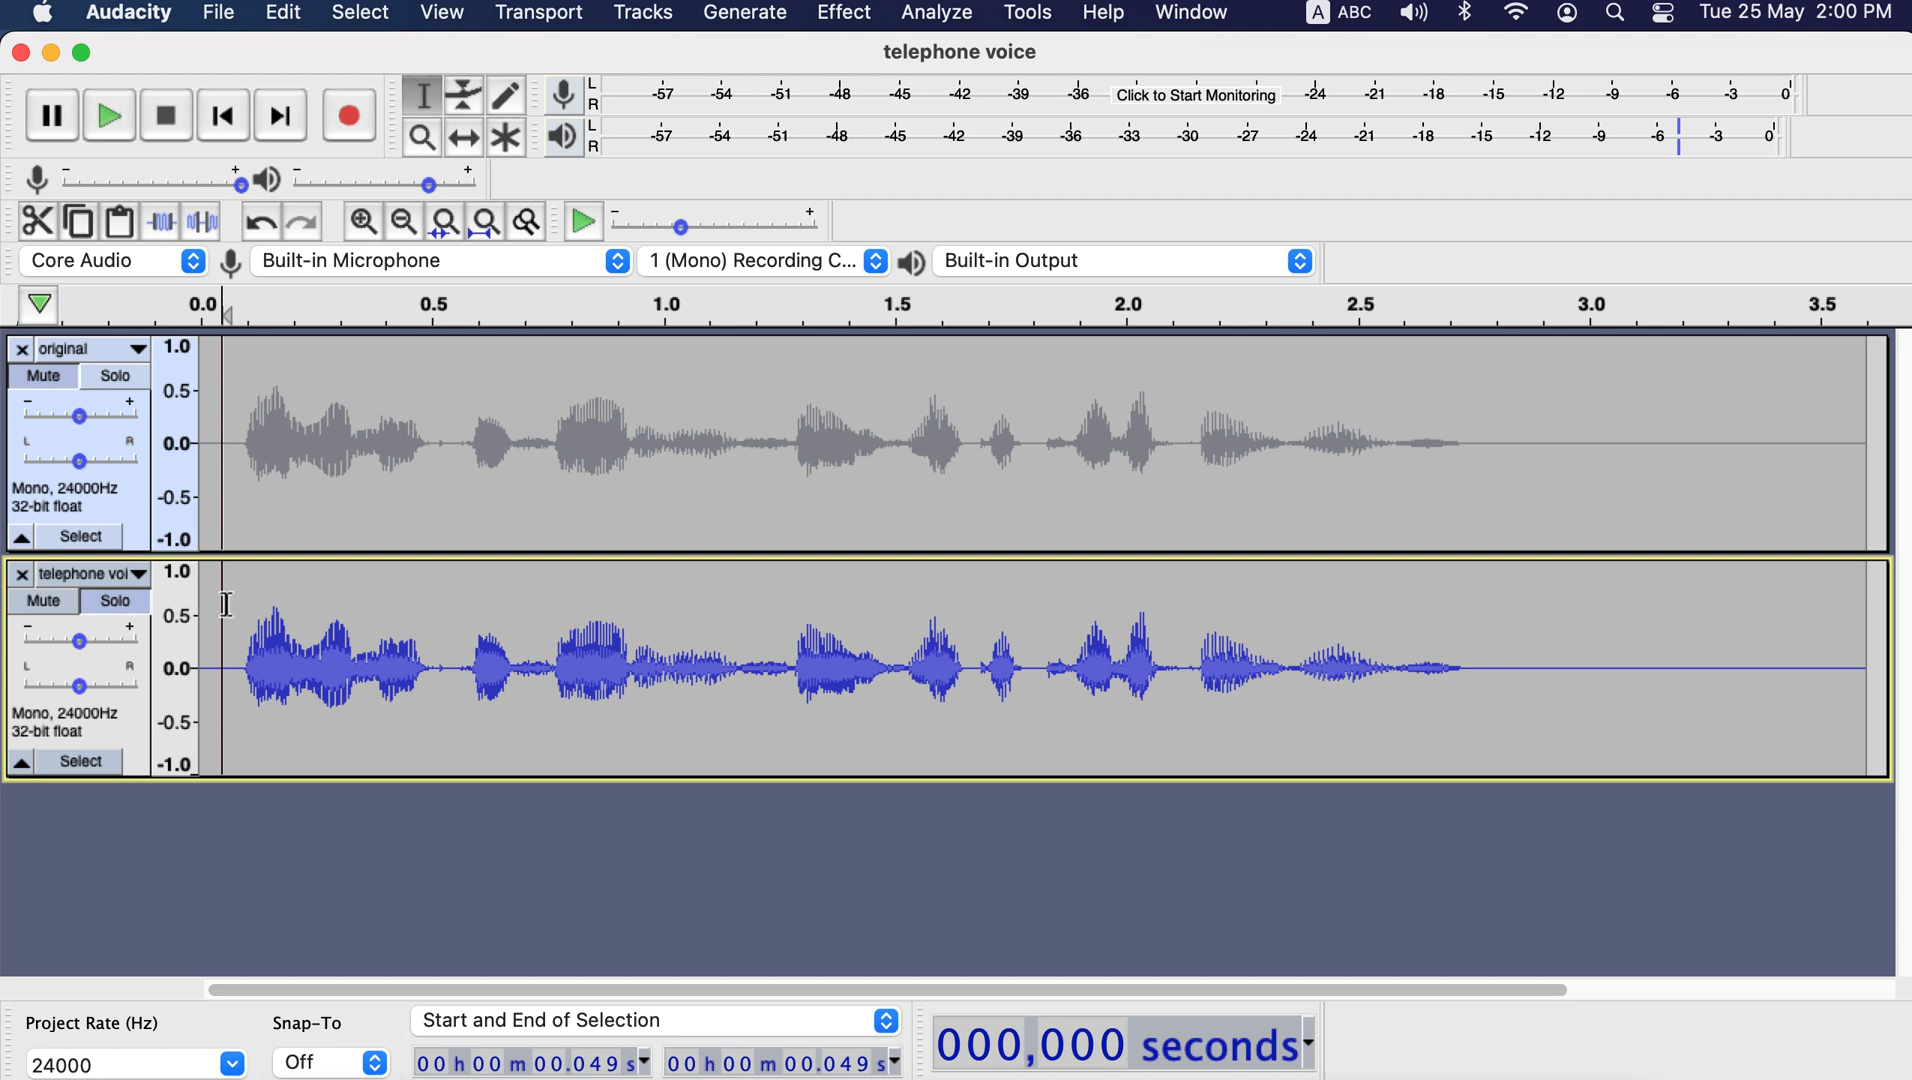 Audacity File Edit Select View Transport Tracks Generate Effect Analyze Tools Help Window A ABC Tue 25 May 2:00 PM
telephone voice
L -57 -54 -51 -48 -45 -42 -39 -36 Click to Start Monitoring -24 -21 -18 -15 -12 -9 -6 -3 0
R
L -57 -54 -51 -48 -45 -42 -39 -36 -33 -30 -27 -24 -21 -18 -15 -12 -9 -6 -3 0
R
- + - +
- +
Core Audio Built-in Microphone 1 (Mono) Recording C... Built-in Output
0.0 0.5 1.0 1.5 2.0 2.5 3.0 3.5
original 1.0
Mute Solo
0.5
- +
L R 0.0
Mono, 24000Hz
32-bit float -0.5
Select -1.0
telephone voi 1.0
Mute Solo
0.5
- +
L R 0.0
Mono, 24000Hz
32-bit float -0.5
Select -1.0
Project Rate (Hz) Snap-To Start and End of Selection
24000 Off 00 h 00 m 00.049 s 00 h 00 m 00.049 s 000,000 seconds